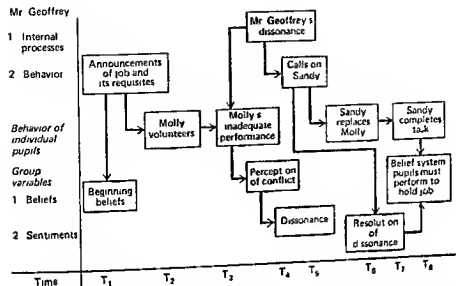 Mr Geoffrey
1 Internal
processes
2 Behavior
Behavior of
individual
pupils
Group
variables
1 Beliefs
2 Sentiments
Announcements
of job and
its requisites
Molly
volunteers
Beginning
beliefs
Mr Geoffrey s
dissonance
Molly s
inadequate
performance
Percept on
of conflict
Dissonance
Calls on
Sandy
Sandy
replaces
Molly
Sandy
completes
task
Belief system
pupils must
perform to
hold job
Resolut on
of
dissonance
Time T1 T2 T3 T4 T5 T6 T7 T8